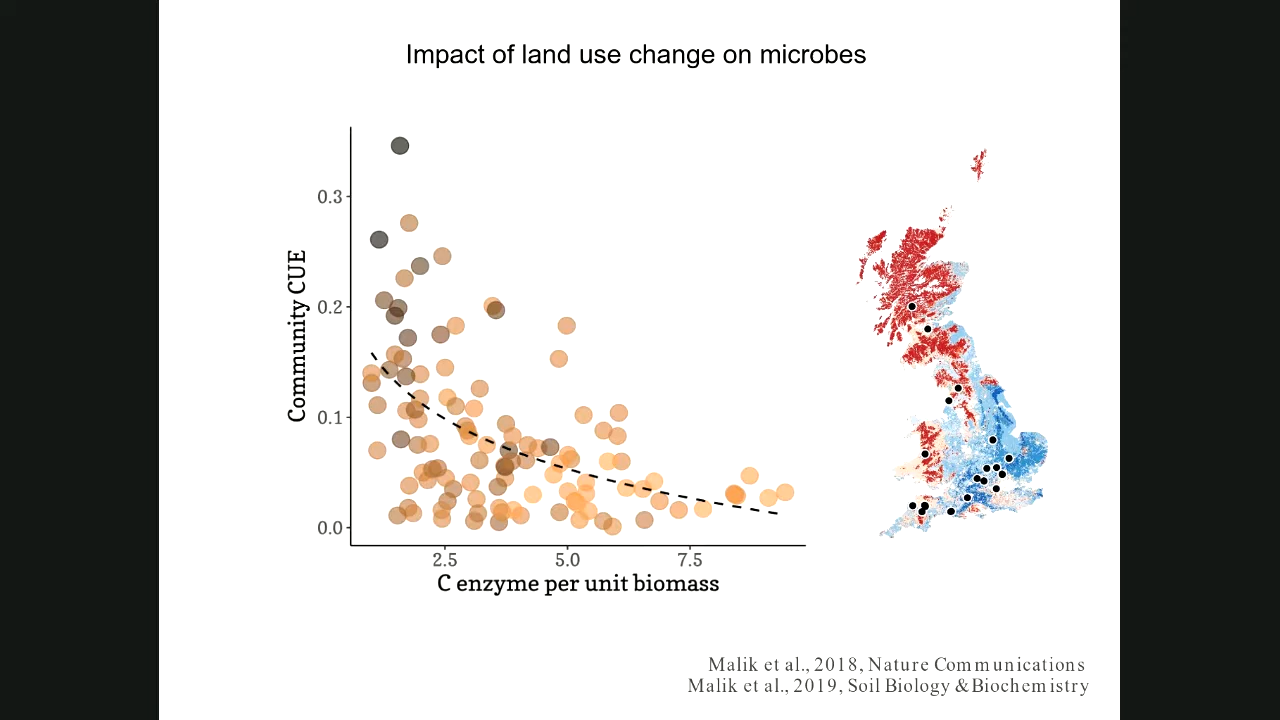 Impact of land use change on microbes
0.3
0.2
0.1
0.0
Community CUE
2.5 5.0 7.5
C enzyme per unit biomass
Malik et al., 2018, Nature Communications
Malik et al., 2019, Soil Biology & Biochemistry